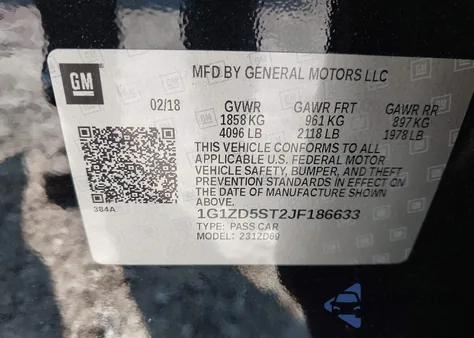 GM
MFD BY GENERAL MOTORS LLC
02/18 GVWR GAWR FRT GAWR RR
1858 KG 961 KG 897 KG
4096 LB 2118 LB 1978 LB
THIS VEHICLE CONFORMS TO ALL
APPLICABLE U.S. FEDERAL MOTOR
VEHICLE SAFETY, BUMPER, AND THEFT
PREVENTION STANDARDS IN EFFECT ON
THE DATE OF MANUFACTURE SHOWN
ABOVE.
384A
1G1ZD5ST2JF186633
TYPE: PASS CAR
MODEL: 231ZD69